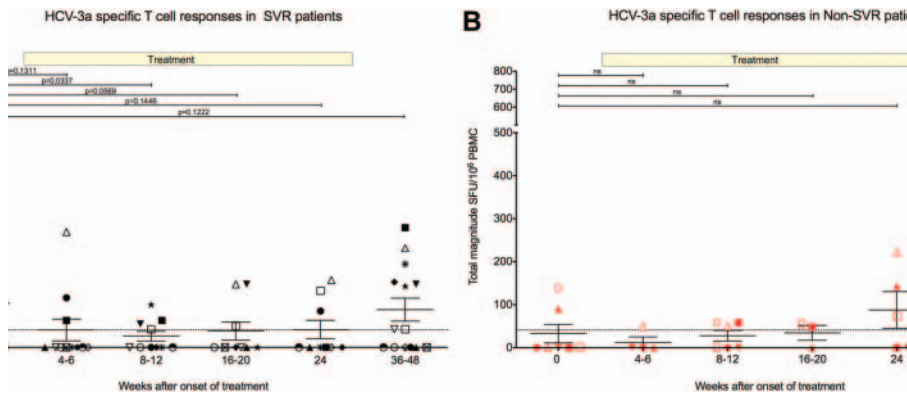 HCV-3a specific T cell responses in SVR patients
Treatment
p=0.1311
p=0.0337
p=0.0569
p=0.1446
p=0.1222
4-6
8-12
16-20
24
36-48
Weeks after onset of treatment
B
HCV-3a specific T cell responses in Non-SVR patie
Treatment
Total magnitude SFU/10⁶ PBMC
800
700
600
500
400
300
200
100
0
ns
ns
ns
ns
0
4-6
8-12
16-20
24
Weeks after onset of treatment